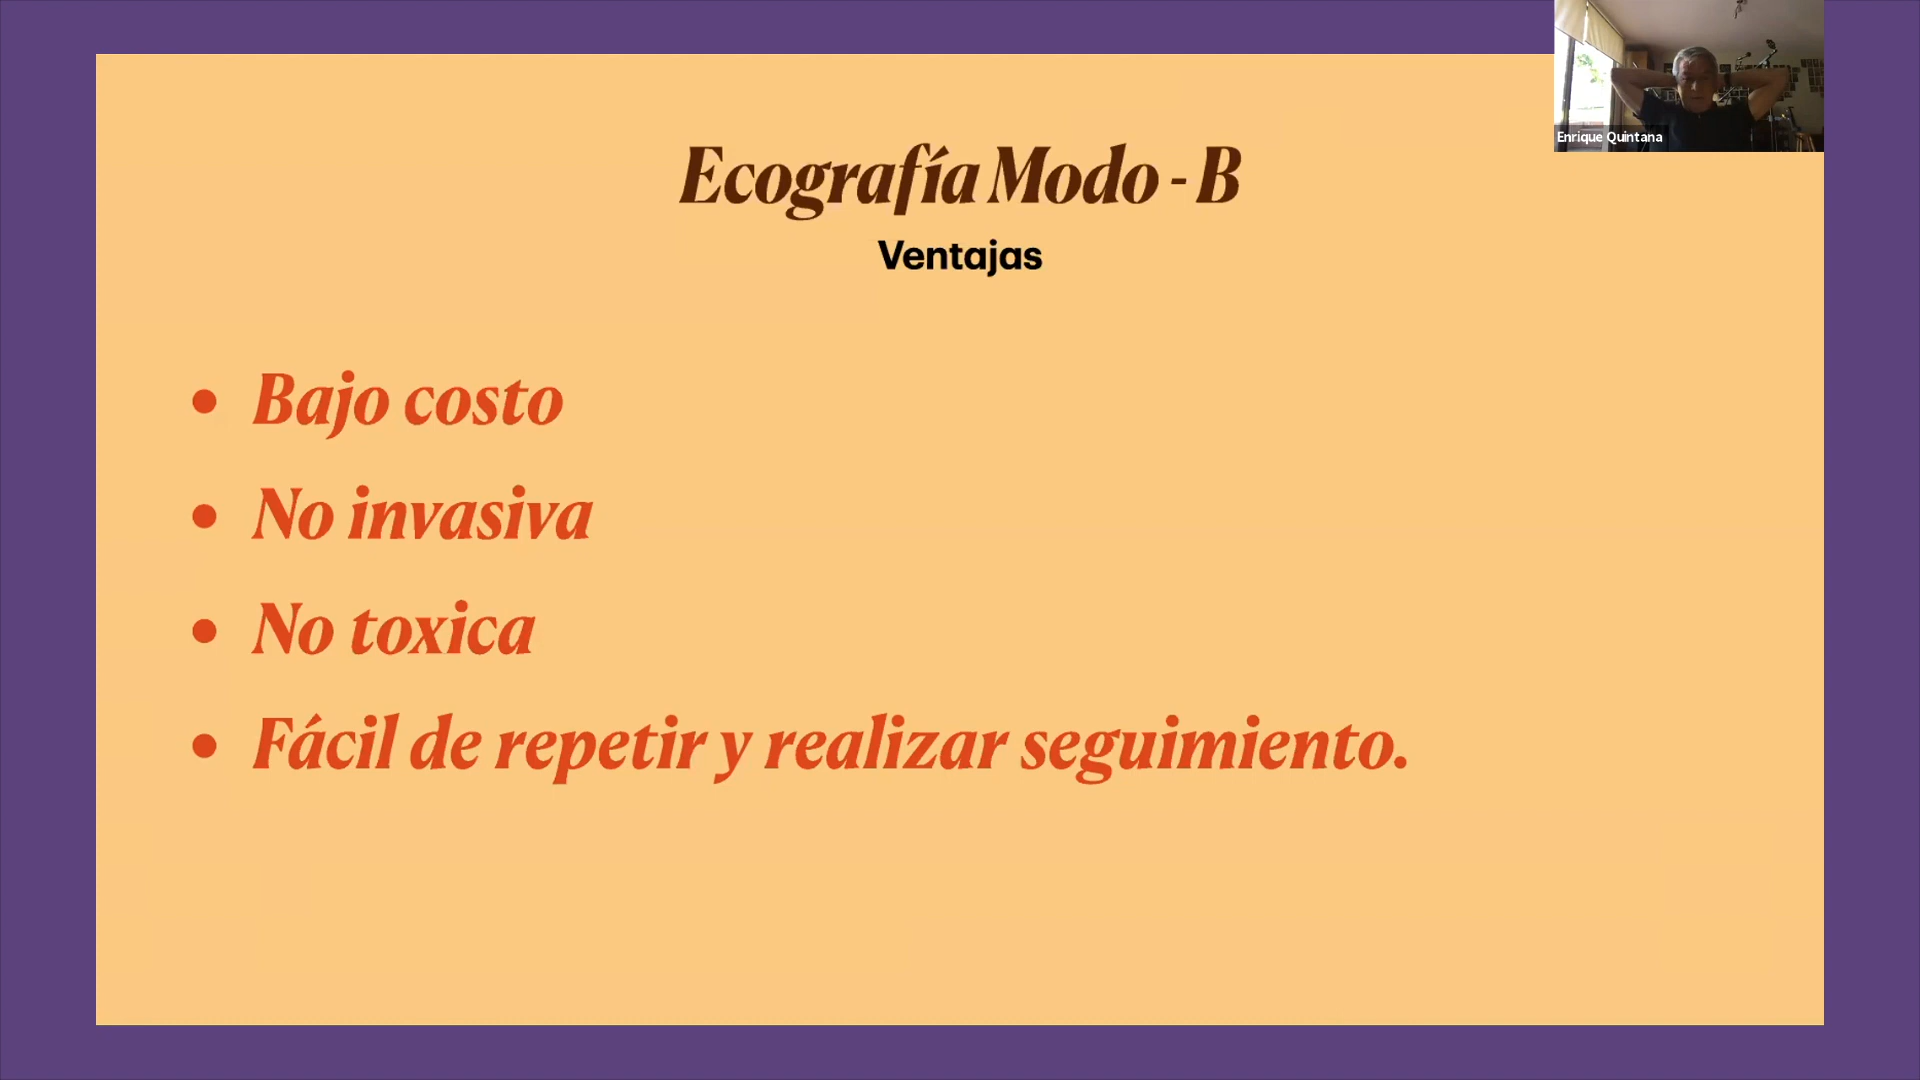 Ecografía Modo - B
Ventajas
• Bajo costo
• No invasiva
• No toxica
• Fácil de repetir y realizar seguimiento.
Enrique Quintana